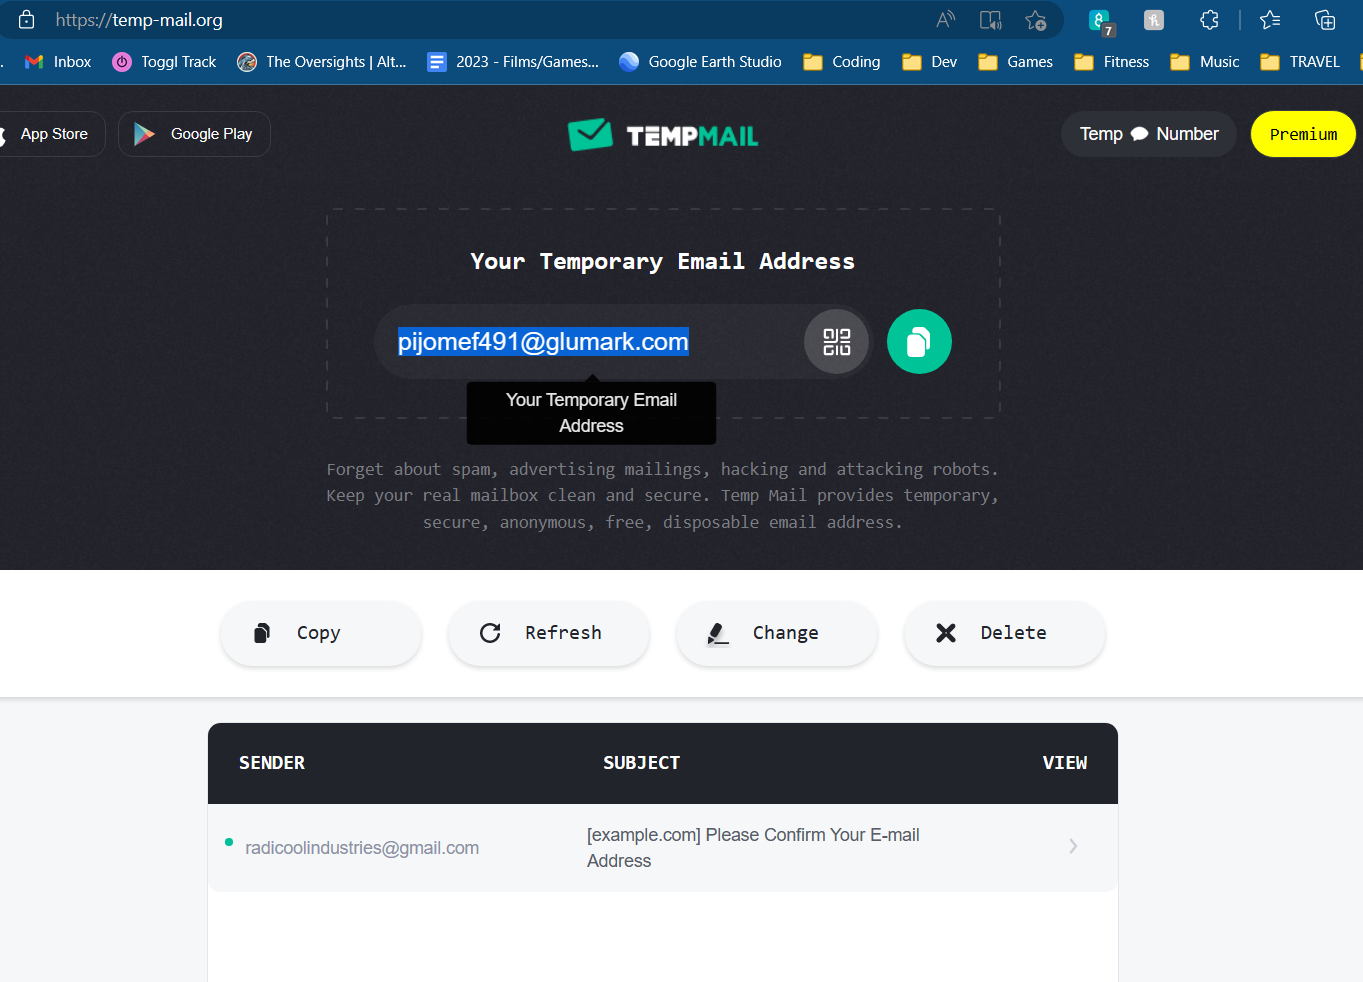 https://temp-mail.org
7
Inbox
Toggl Track
The Oversights | Alt...
2023 - Films/Games...
Google Earth Studio
Coding
Dev
Games
Fitness
Music
TRAVEL
App Store
Google Play
TEMPMAIL
Temp Number
Premium
Your Temporary Email Address
pijomef491@glumark.com
Your Temporary Email
Address
Forget about spam, advertising mailings, hacking and attacking robots.
Keep your real mailbox clean and secure. Temp Mail provides temporary,
secure, anonymous, free, disposable email address.
Copy
Refresh
Change
Delete
SENDER
SUBJECT
VIEW
radicoolindustries@gmail.com
[example.com] Please Confirm Your E-mail
Address